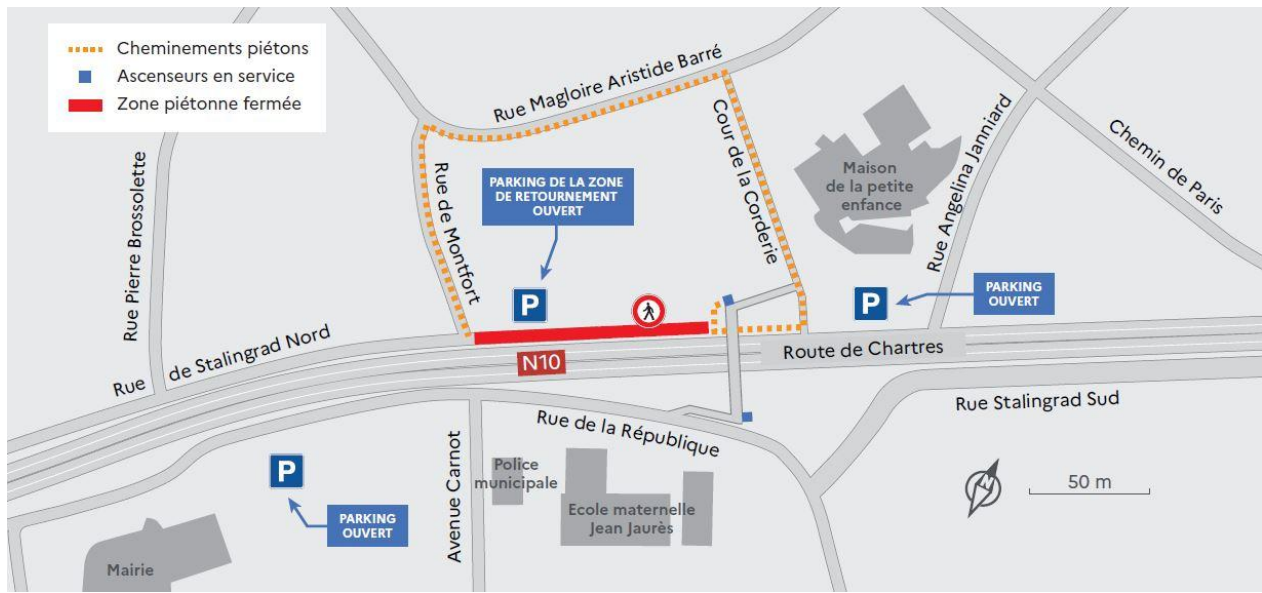 Cheminements piétons
Ascenseurs en service
Zone piétonne fermée
Rue Magloire Aristide Barré
Rue Pierre Brossolette
Rue de Montfort
PARKING DE LA ZONE
DE RETOURNEMENT
OUVERT
P
Cour de la Corderie
Maison
de la petite
enfance
Rue Angelina Janniard
Chemin de Paris
P
PARKING
OUVERT
Rue de Stalingrad Nord
N10
Route de Chartres
Rue Stalingrad Sud
Rue de la République
Avenue Carnot
P
PARKING
OUVERT
Mairie
Police
municipale
Ecole maternelle
Jean Jaurès
N
50 m